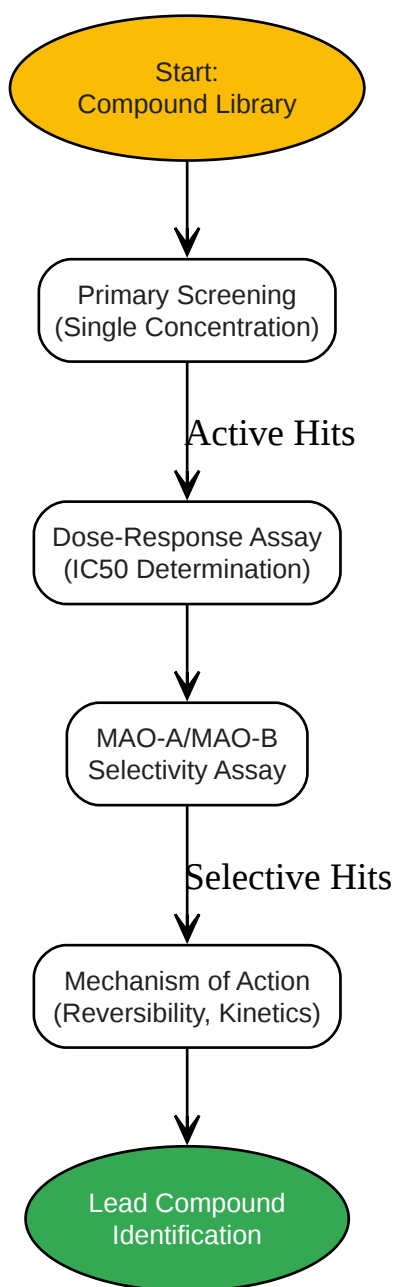 Start:
Compound Library
Primary Screening
(Single Concentration)
Active Hits
Dose-Response Assay
(IC50 Determination)
MAO-A/MAO-B
Selectivity Assay
Selective Hits
Mechanism of Action
(Reversibility, Kinetics)
Lead Compound
Identification